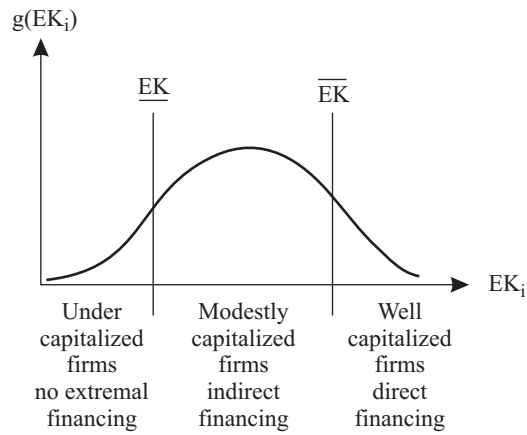 g(EKᵢ)
EK
EK
EKᵢ
Under
capitalized
firms
no extremal
financing
Modestly
capitalized
firms
indirect
financing
Well
capitalized
firms
direct
financing